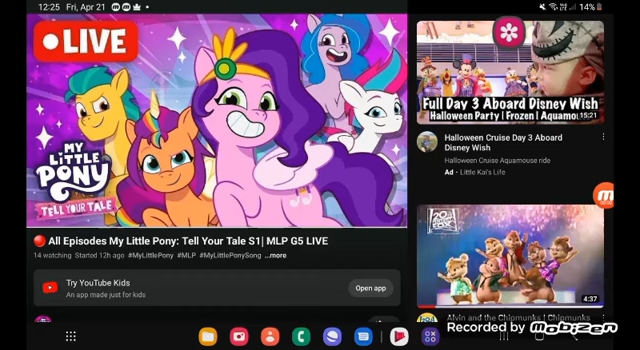 12:25 Fri, Apr 21
14%
LIVE
MY
LITTLE
PONY
TELL YOUR TALE
All Episodes My Little Pony: Tell Your Tale S1| MLP G5 LIVE
14 watching Started 12h ago #MyLittlePony #MLP #MyLittlePonySong ...more
Try YouTube Kids
An app made just for kids
Open app
Full Day 3 Aboard Disney Wish
Halloween Party | Frozen | Aquamou
15:21
Halloween Cruise Day 3 Aboard
Disney Wish
Halloween Cruise Aquamouse ride
Ad • Little Kai's Life
20
FOX
4:37
Alvin and the Chipmunks | Chipmunks
Recorded by mobizen